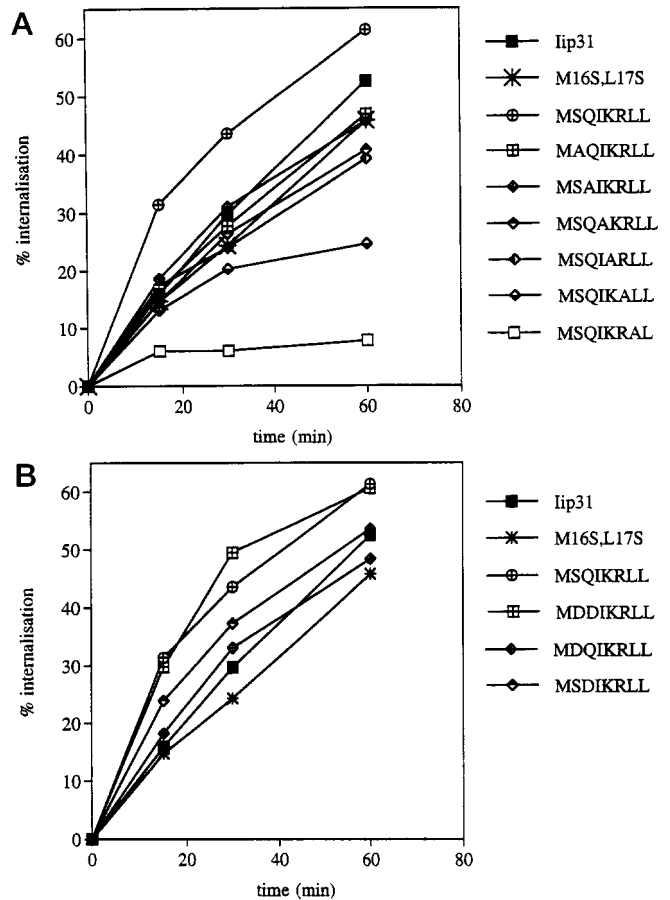 A
60
50
40
30
20
10
0
% internalisation
0 20 40 60 80
time (min)
Iip31
M16S,L17S
MSQIKRLL
MAQIKRLL
MSAIKRLL
MSQAKRLL
MSQIARLL
MSQIKALL
MSQIKRAL
B
60
50
40
30
20
10
0
% internalisation
0 20 40 60 80
time (min)
Iip31
M16S,L17S
MSQIKRLL
MDDIKRLL
MDQIKRLL
MSDIKRLL